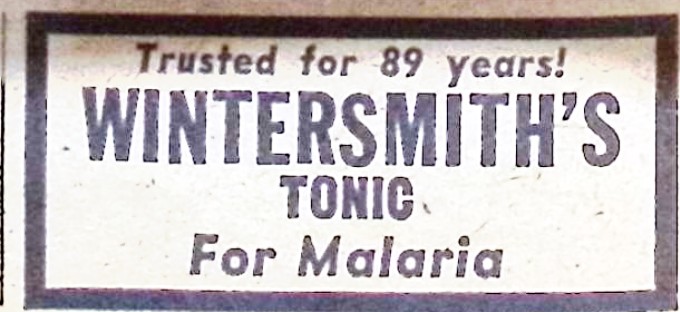 Trusted for 89 years!
WINTERSMITH'S
TONIC
For Malaria